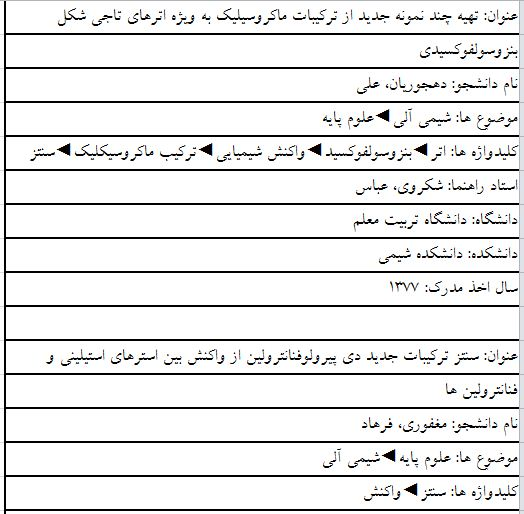 عنوان: تهیه چند نمونه جدید از ترکیبات ماکروسیلیک به ویژه اترهای تاجی شکل
بنزوسولفوکسیدی
نام دانشجو: دهجوریان، علی
موضوع ها: شیمی آلی◄علوم پایه
کلیدواژه ها: اتر◄بنزوسولفوکسید◄واکنش شیمیایی◄ترکیب ماکروسیکلیک◄سنتز
استاد راهنما: شکروی، عباس
دانشگاه: دانشگاه تربیت معلم
دانشکده: دانشکده شیمی
سال اخذ مدرک: ۱۳۷۷
عنوان: سنتز ترکیبات جدید دی پیرولوفنانترولین از واکنش بین استرهای استیلینی و
فنانترولین ها
نام دانشجو: مغفوری، فرهاد
موضوع ها: علوم پایه◄شیمی آلی
کلیدواژه ها: سنتز◄واکنش